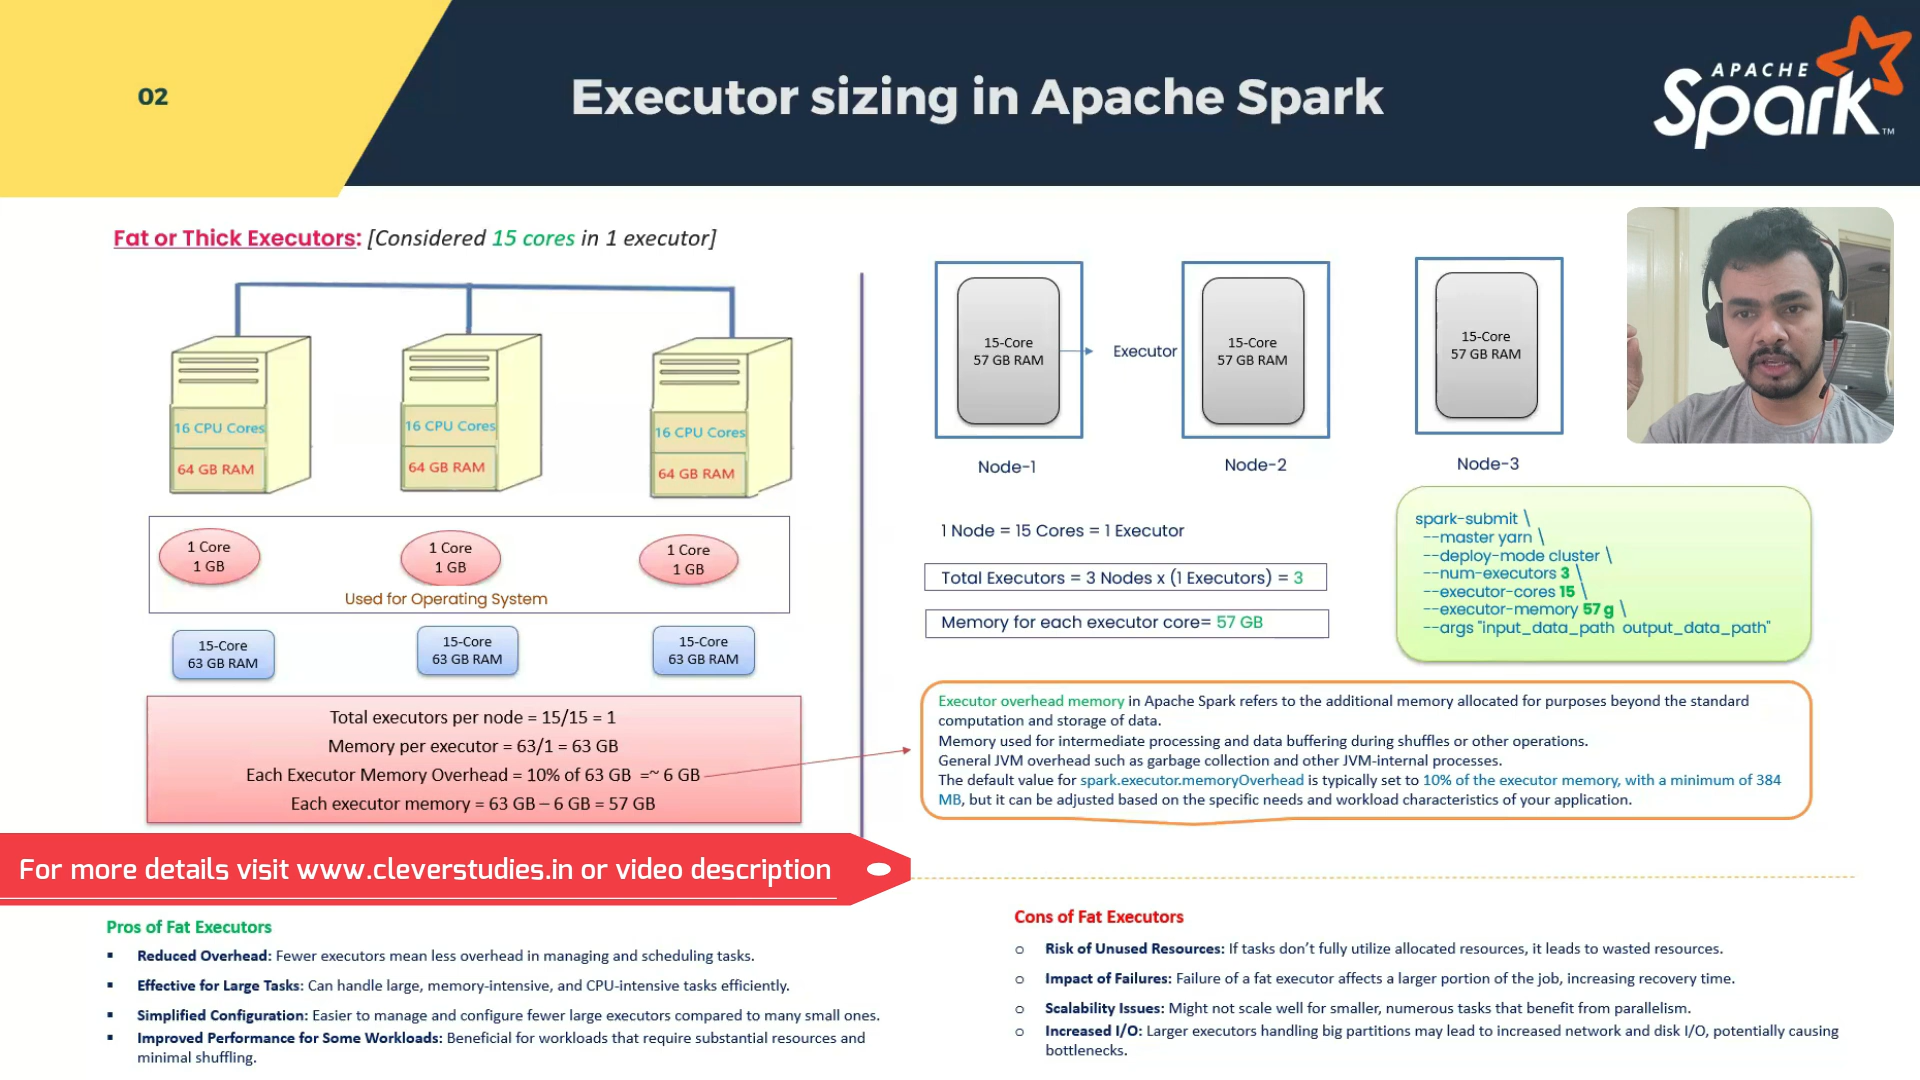 02
Executor sizing in Apache Spark
APACHE
Spark™
Fat or Thick Executors: [Considered 15 cores in 1 executor]
16 CPU Cores
64 GB RAM
16 CPU Cores
64 GB RAM
16 CPU Cores
64 GB RAM
1 Core
1 GB
1 Core
1 GB
1 Core
1 GB
Used for Operating System
15-Core
63 GB RAM
15-Core
63 GB RAM
15-Core
63 GB RAM
Total executors per node = 15/15 = 1
Memory per executor = 63/1 = 63 GB
Each Executor Memory Overhead = 10% of 63 GB =~ 6 GB
Each executor memory = 63 GB – 6 GB = 57 GB
15-Core
57 GB RAM
Executor
15-Core
57 GB RAM
15-Core
57 GB RAM
Node-1
Node-2
Node-3
1 Node = 15 Cores = 1 Executor
Total Executors = 3 Nodes x (1 Executors) = 3
Memory for each executor core= 57 GB
spark-submit \
--master yarn \
--deploy-mode cluster \
--num-executors 3 \
--executor-cores 15 \
--executor-memory 57 g \
--args "input_data_path output_data_path"
Executor overhead memory in Apache Spark refers to the additional memory allocated for purposes beyond the standard
computation and storage of data.
Memory used for intermediate processing and data buffering during shuffles or other operations.
General JVM overhead such as garbage collection and other JVM-internal processes.
The default value for spark.executor.memoryOverhead is typically set to 10% of the executor memory, with a minimum of 384
MB, but it can be adjusted based on the specific needs and workload characteristics of your application.
For more details visit www.cleverstudies.in or video description
Pros of Fat Executors
▪ Reduced Overhead: Fewer executors mean less overhead in managing and scheduling tasks.
▪ Effective for Large Tasks: Can handle large, memory-intensive, and CPU-intensive tasks efficiently.
▪ Simplified Configuration: Easier to manage and configure fewer large executors compared to many small ones.
▪ Improved Performance for Some Workloads: Beneficial for workloads that require substantial resources and
minimal shuffling.
Cons of Fat Executors
o Risk of Unused Resources: If tasks don't fully utilize allocated resources, it leads to wasted resources.
o Impact of Failures: Failure of a fat executor affects a larger portion of the job, increasing recovery time.
o Scalability Issues: Might not scale well for smaller, numerous tasks that benefit from parallelism.
o Increased I/O: Larger executors handling big partitions may lead to increased network and disk I/O, potentially causing
bottlenecks.